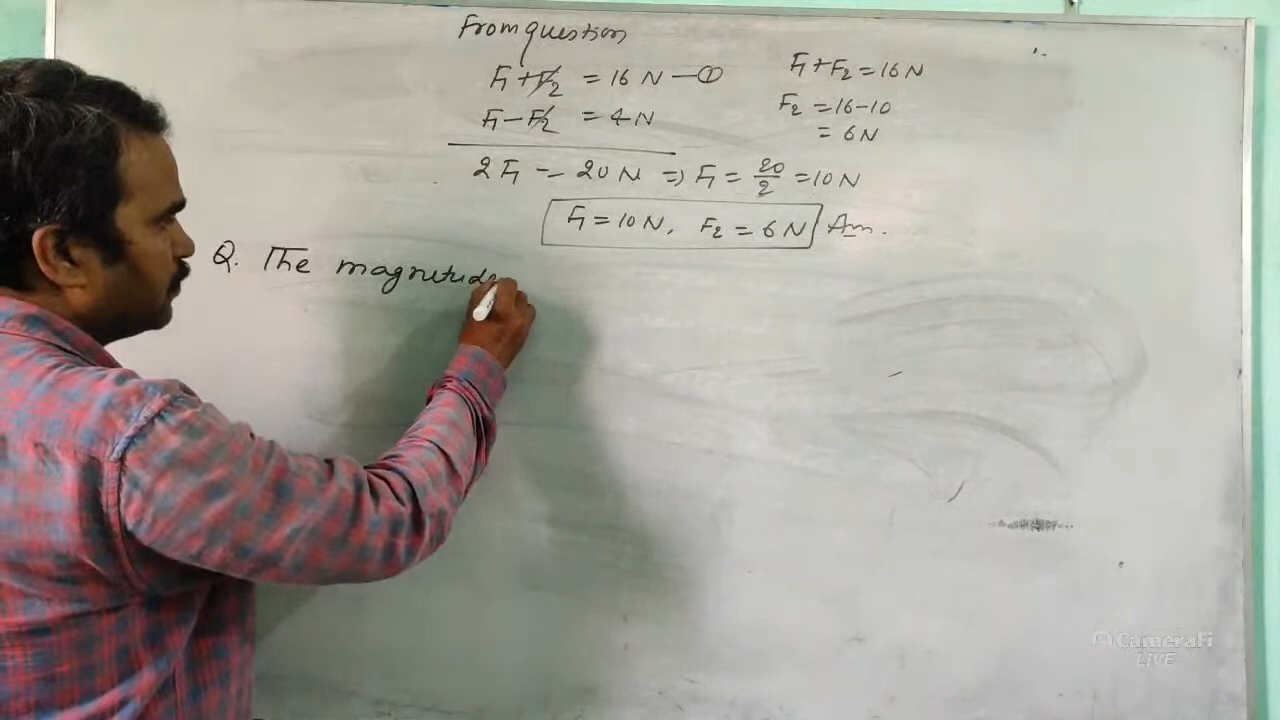 From question
F₁+F₂ = 16 N —①
F₁-F₂ = 4 N
2F₁ = 20 N => F₁ = 20/2 = 10 N
F₁+F₂ = 16 N
F₂ = 16-10
= 6 N
F₁ = 10 N, F₂ = 6 N Ans.
Q. The magnitude
CameraFi
LIVE